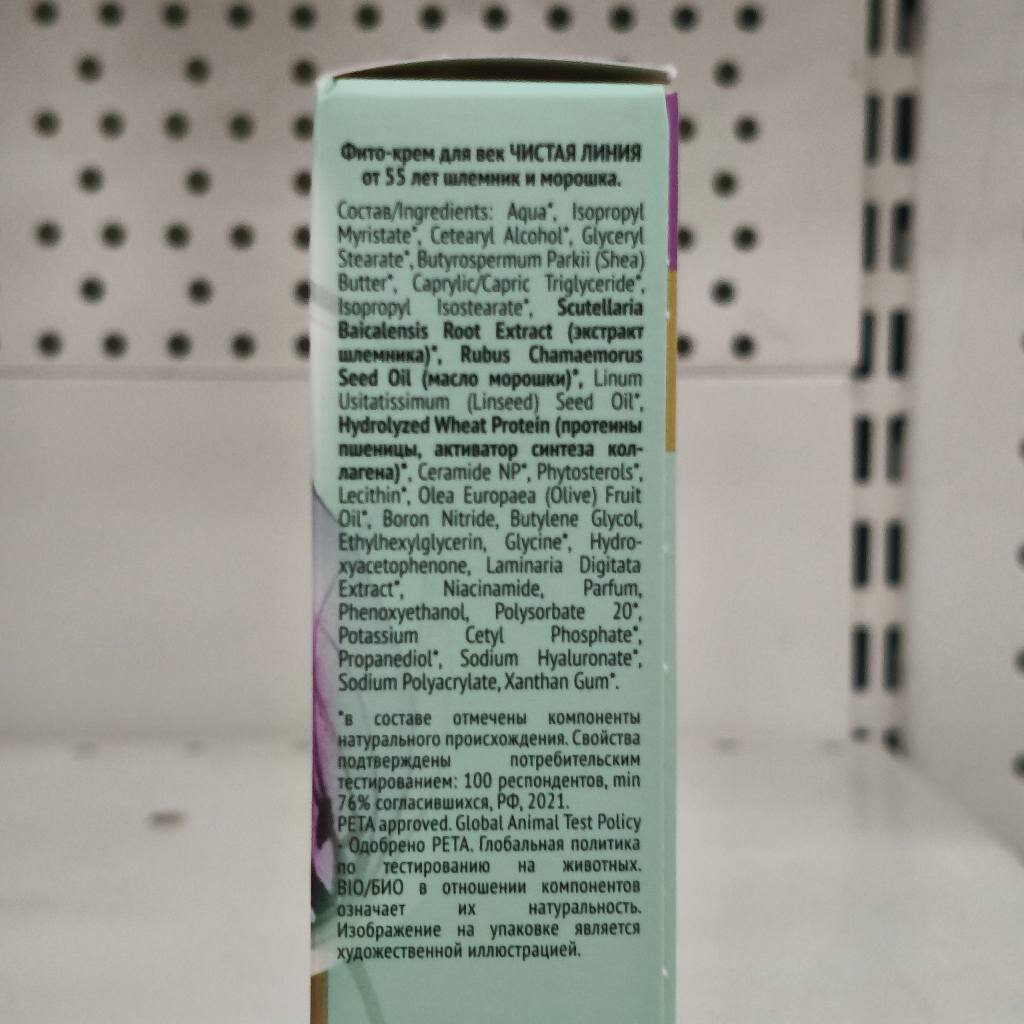 Фито-крем для век ЧИСТАЯ ЛИНИЯ
от 55 лет шлемник и морошка.
Состав/Ingredients: Aqua*, Isopropyl
Myristate*, Cetearyl Alcohol*, Glyceryl
Stearate*, Butyrospermum Parkii (Shea)
Butter*, Caprylic/Capric Triglyceride*,
Isopropyl Isostearate*, Scutellaria
Baicalensis Root Extract (экстракт
шлемника)*, Rubus Chamaemorus
Seed Oil (масло морошки)*, Linum
Usitatissimum (Linseed) Seed Oil*,
Hydrolyzed Wheat Protein (протеины
пшеницы, активатор синтеза кол-
лагена)*, Ceramide NP*, Phytosterols*,
Lecithin*, Olea Europaea (Olive) Fruit
Oil*, Boron Nitride, Butylene Glycol,
Ethylhexylglycerin, Glycine*, Hydro-
xyacetophenone, Laminaria Digitata
Extract*, Niacinamide, Parfum,
Phenoxyethanol, Polysorbate 20*,
Potassium Cetyl Phosphate*,
Propanediol*, Sodium Hyaluronate*,
Sodium Polyacrylate, Xanthan Gum*.
*в составе отмечены компоненты
натурального происхождения. Свойства
подтверждены потребительским
тестированием: 100 респондентов, min
76% согласившихся, РФ, 2021.
PETA approved. Global Animal Test Policy
- Одобрено PETA. Глобальная политика
по тестированию на животных.
BIO/БИО в отношении компонентов
означает их натуральность.
Изображение на упаковке является
художественной иллюстрацией.